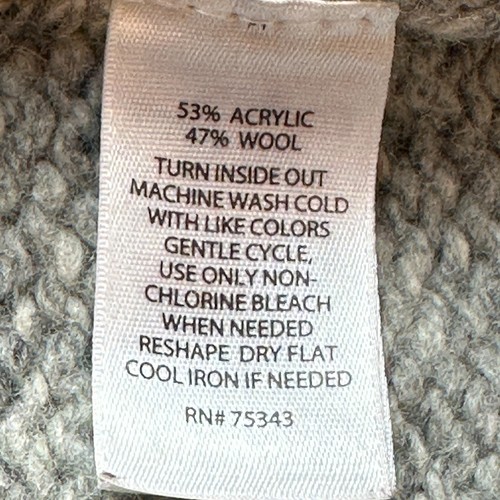 53% ACRYLIC
47% WOOL
TURN INSIDE OUT
MACHINE WASH COLD
WITH LIKE COLORS
GENTLE CYCLE,
USE ONLY NON-
CHLORINE BLEACH
WHEN NEEDED
RESHAPE DRY FLAT
COOL IRON IF NEEDED
RN# 75343